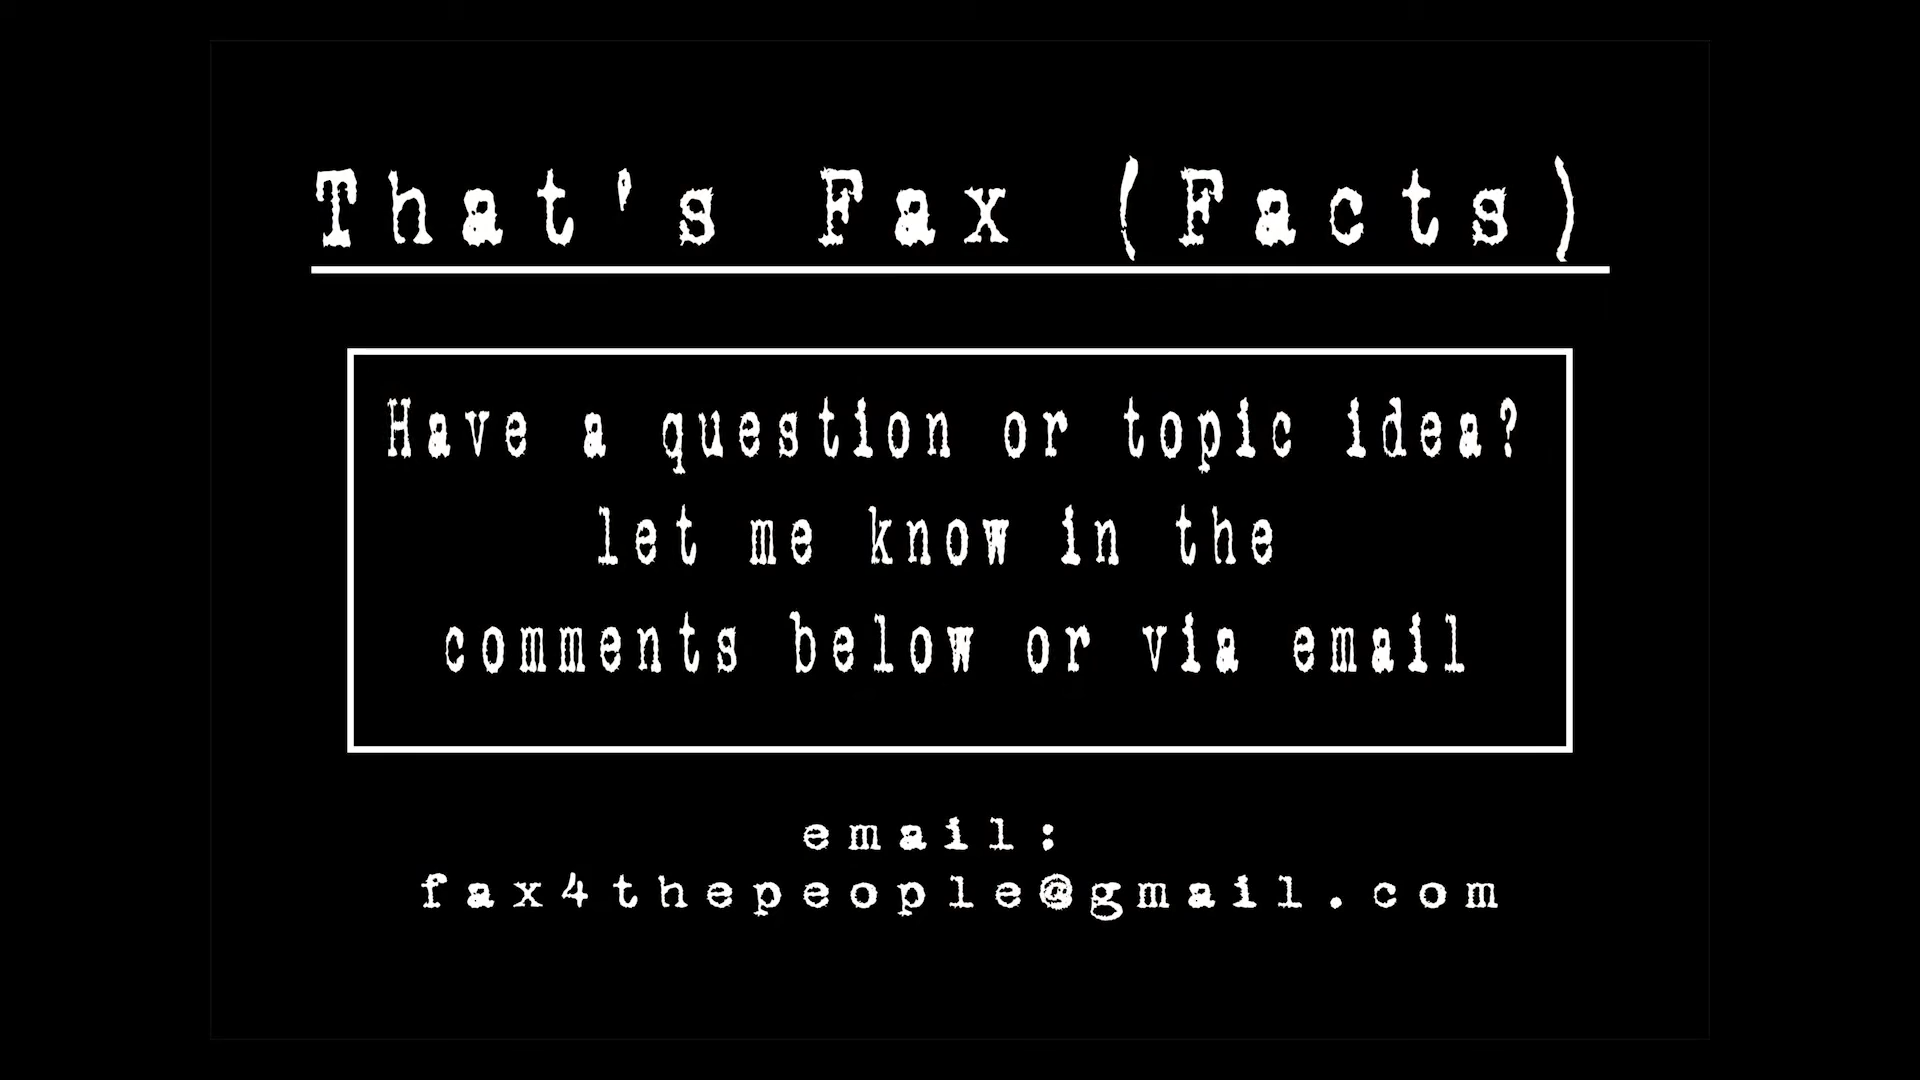 That's Fax (Facts)
Have a question or topic idea?
let me know in the
comments below or via email
email:
fax4thepeople@gmail.com